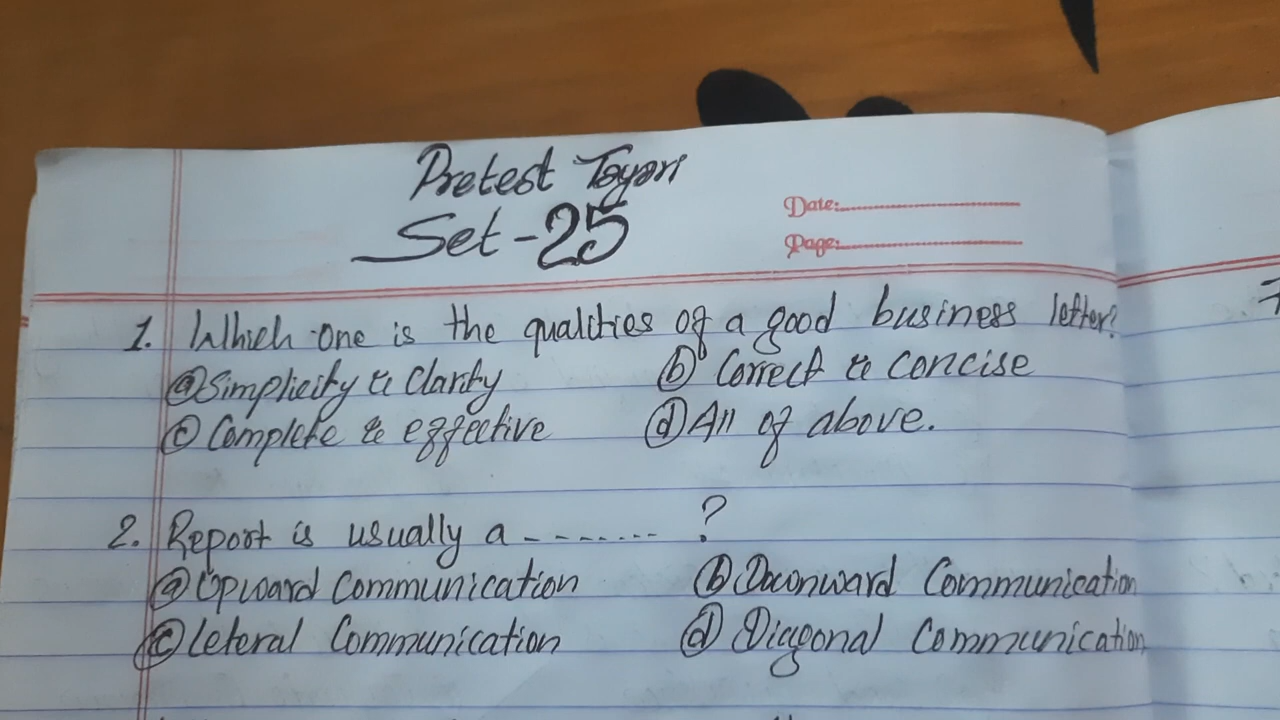 Pretest Tayari
Set-25
Date:
Page:
1. Which one is the qualities of a good business letter?
ⓐ Simplicity & Clarity ⓑ Correct & concise
ⓒ Complete & effective ⓓ All of above.
2. Report is usually a -------- ?
ⓐ Upward Communication ⓑ Downward Communication
ⓒ Leteral Communication ⓓ Diagonal Communication